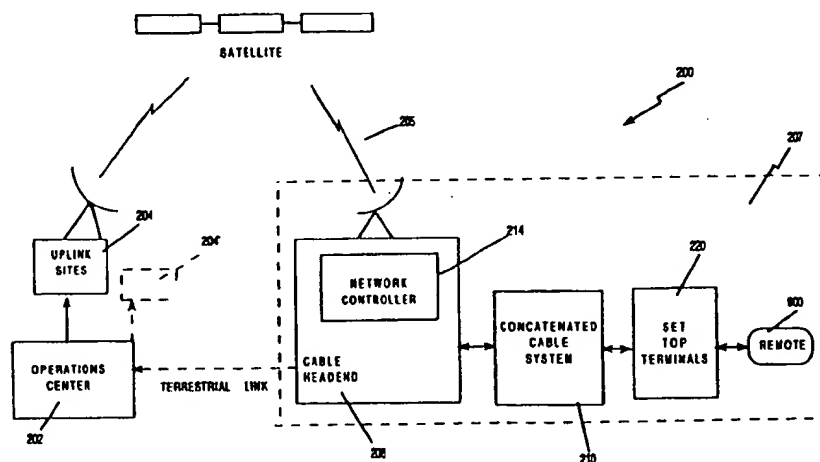 SATELLITE
200
205
207
204
204'
214
220
UPLINK
SITES
NETWORK
CONTROLLER
900
CONCATENATED
CABLE
SYSTEM
SET
TOP
TERMINALS
REMOTE
OPERATIONS
CENTER
CABLE
HEADEND
TERRESTRIAL LINK
202
208
210